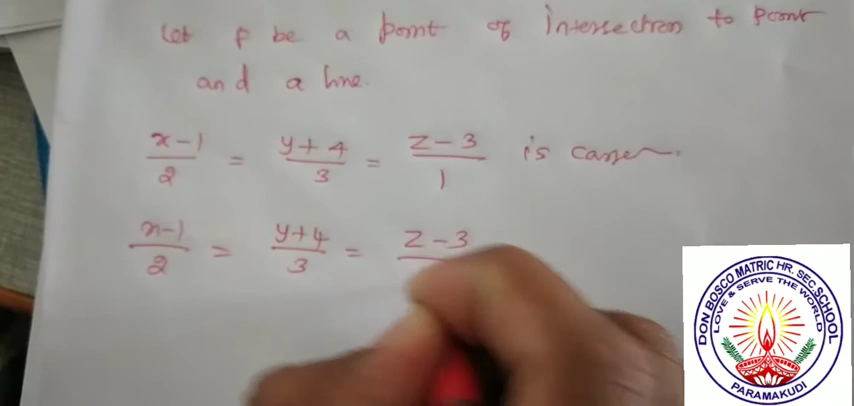 Let P be a point of intersection to point
and a line.
x-1/2 = y+4/3 = z-3/1 is
x-1/2 = y+4/3 = z-3
DON BOSCO MATRIC HR. SEC. SCHOOL
LOVE & SERVE THE WORLD
PARAMAKUDI